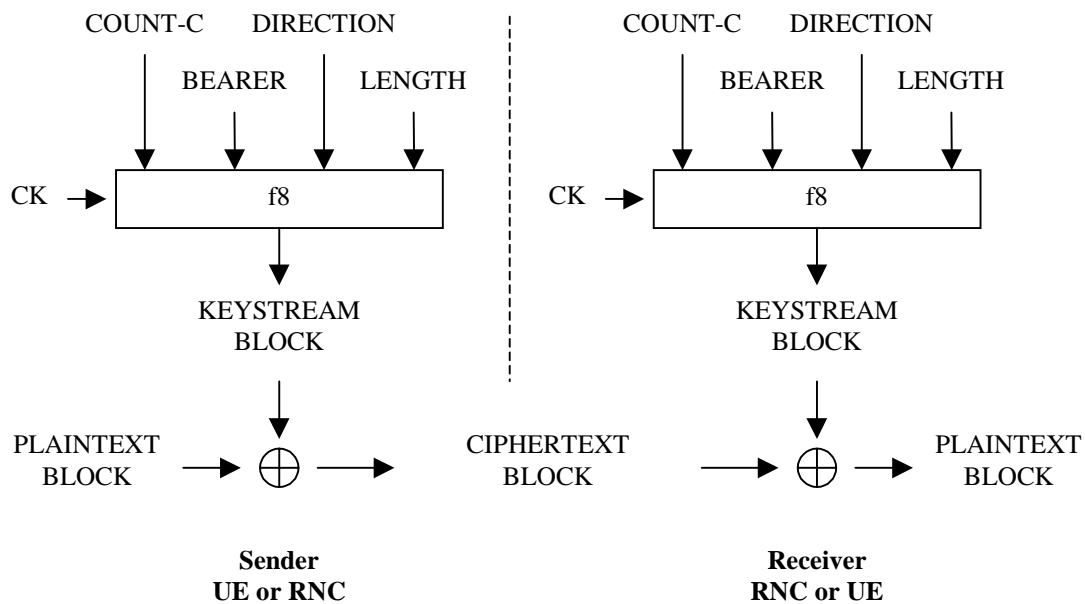 COUNT-C DIRECTION
BEARER LENGTH
CK f8
KEYSTREAM
BLOCK
PLAINTEXT
BLOCK
Sender
UE or RNC
CIPHERTEXT
BLOCK
COUNT-C DIRECTION
BEARER LENGTH
CK f8
KEYSTREAM
BLOCK
PLAINTEXT
BLOCK
Receiver
RNC or UE